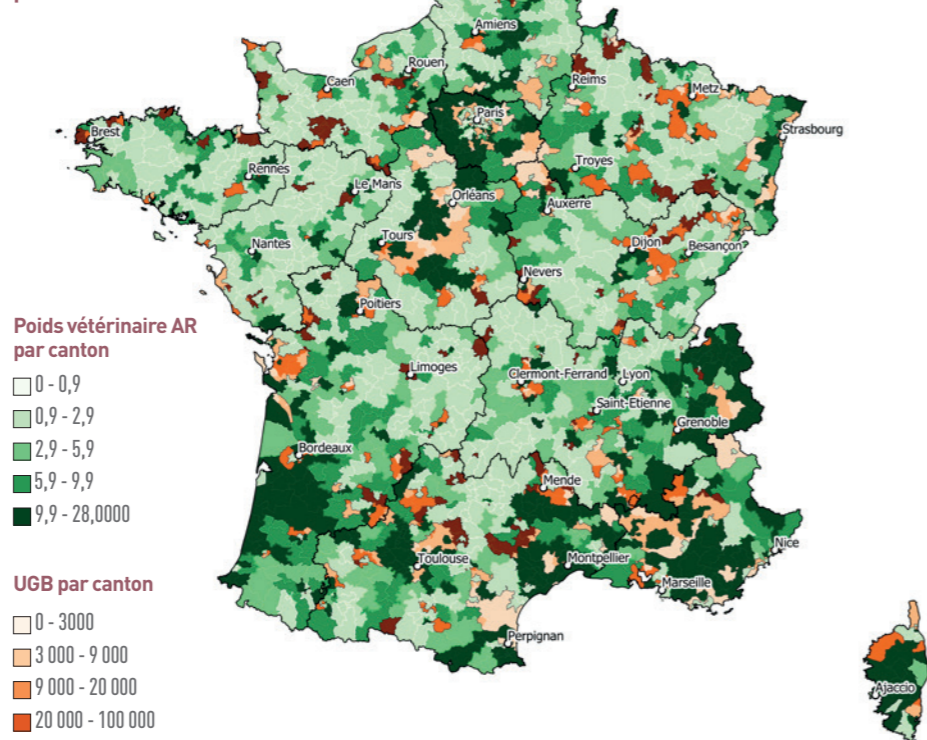 Amiens
Rouen
Caen
Reims
Metz
Paris
Strasbourg
Brest
Troyes
Rennes
Le Mans
Orléans
Auxerre
Tours
Nantes
Dijon
Besançon
Nevers
Poitiers
Poids vétérinaire AR
par canton
0 - 0,9
0,9 - 2,9
2,9 - 5,9
5,9 - 9,9
9,9 - 28,0000
Limoges
Clermont-Ferrand
Lyon
Saint-Etienne
Grenoble
Bordeaux
Mende
Nice
Toulouse
Montpellier
Marseille
UGB par canton
0 - 3000
3 000 - 9 000
9 000 - 20 000
20 000 - 100 000
Perpignan
Ajaccio